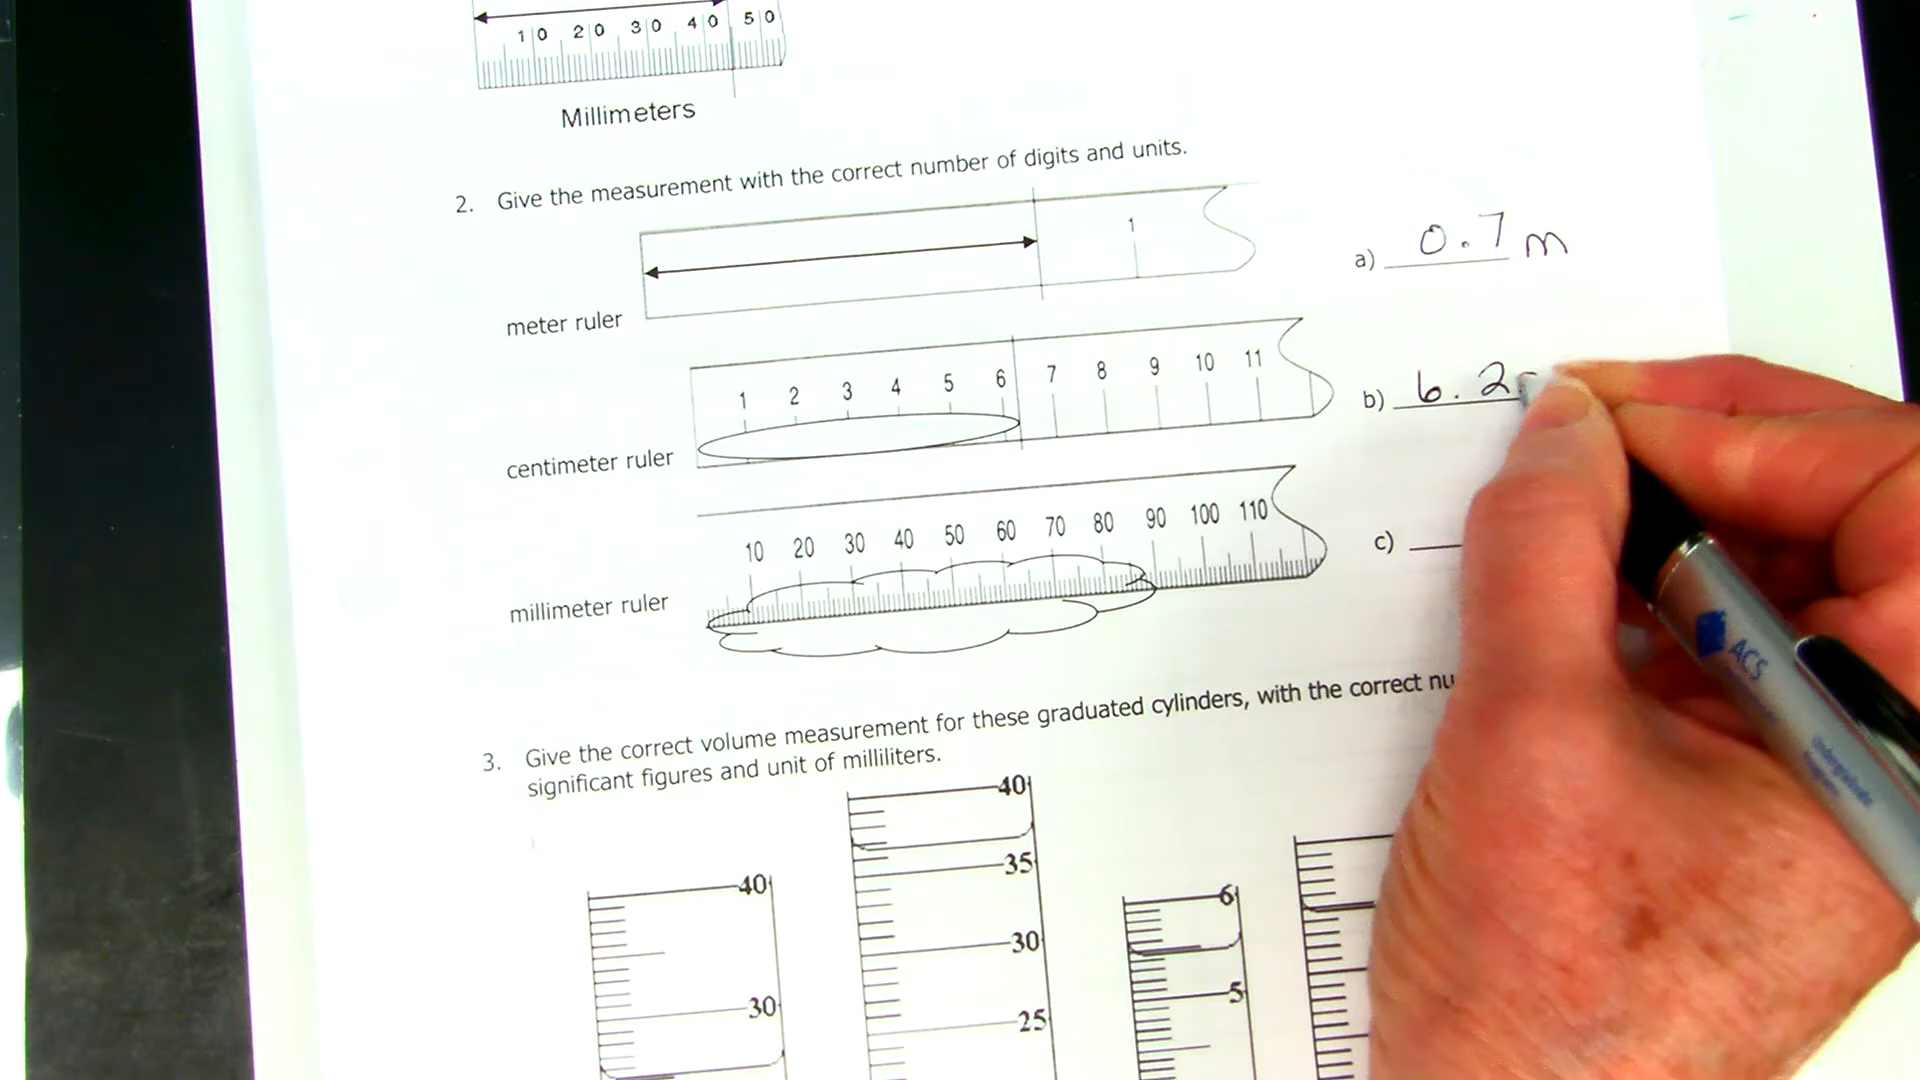 10 20 30 40 50
Millimeters
2. Give the measurement with the correct number of digits and units.
1
a) 0.7 m
meter ruler
1 2 3 4 5 6 7 8 9 10 11
b) 6.2
centimeter ruler
10 20 30 40 50 60 70 80 90 100 110
c)
millimeter ruler
ACS
Undergraduate
3. Give the correct volume measurement for these graduated cylinders, with the correct nu
significant figures and unit of milliliters.
40
30
40
35
30
25
6
5